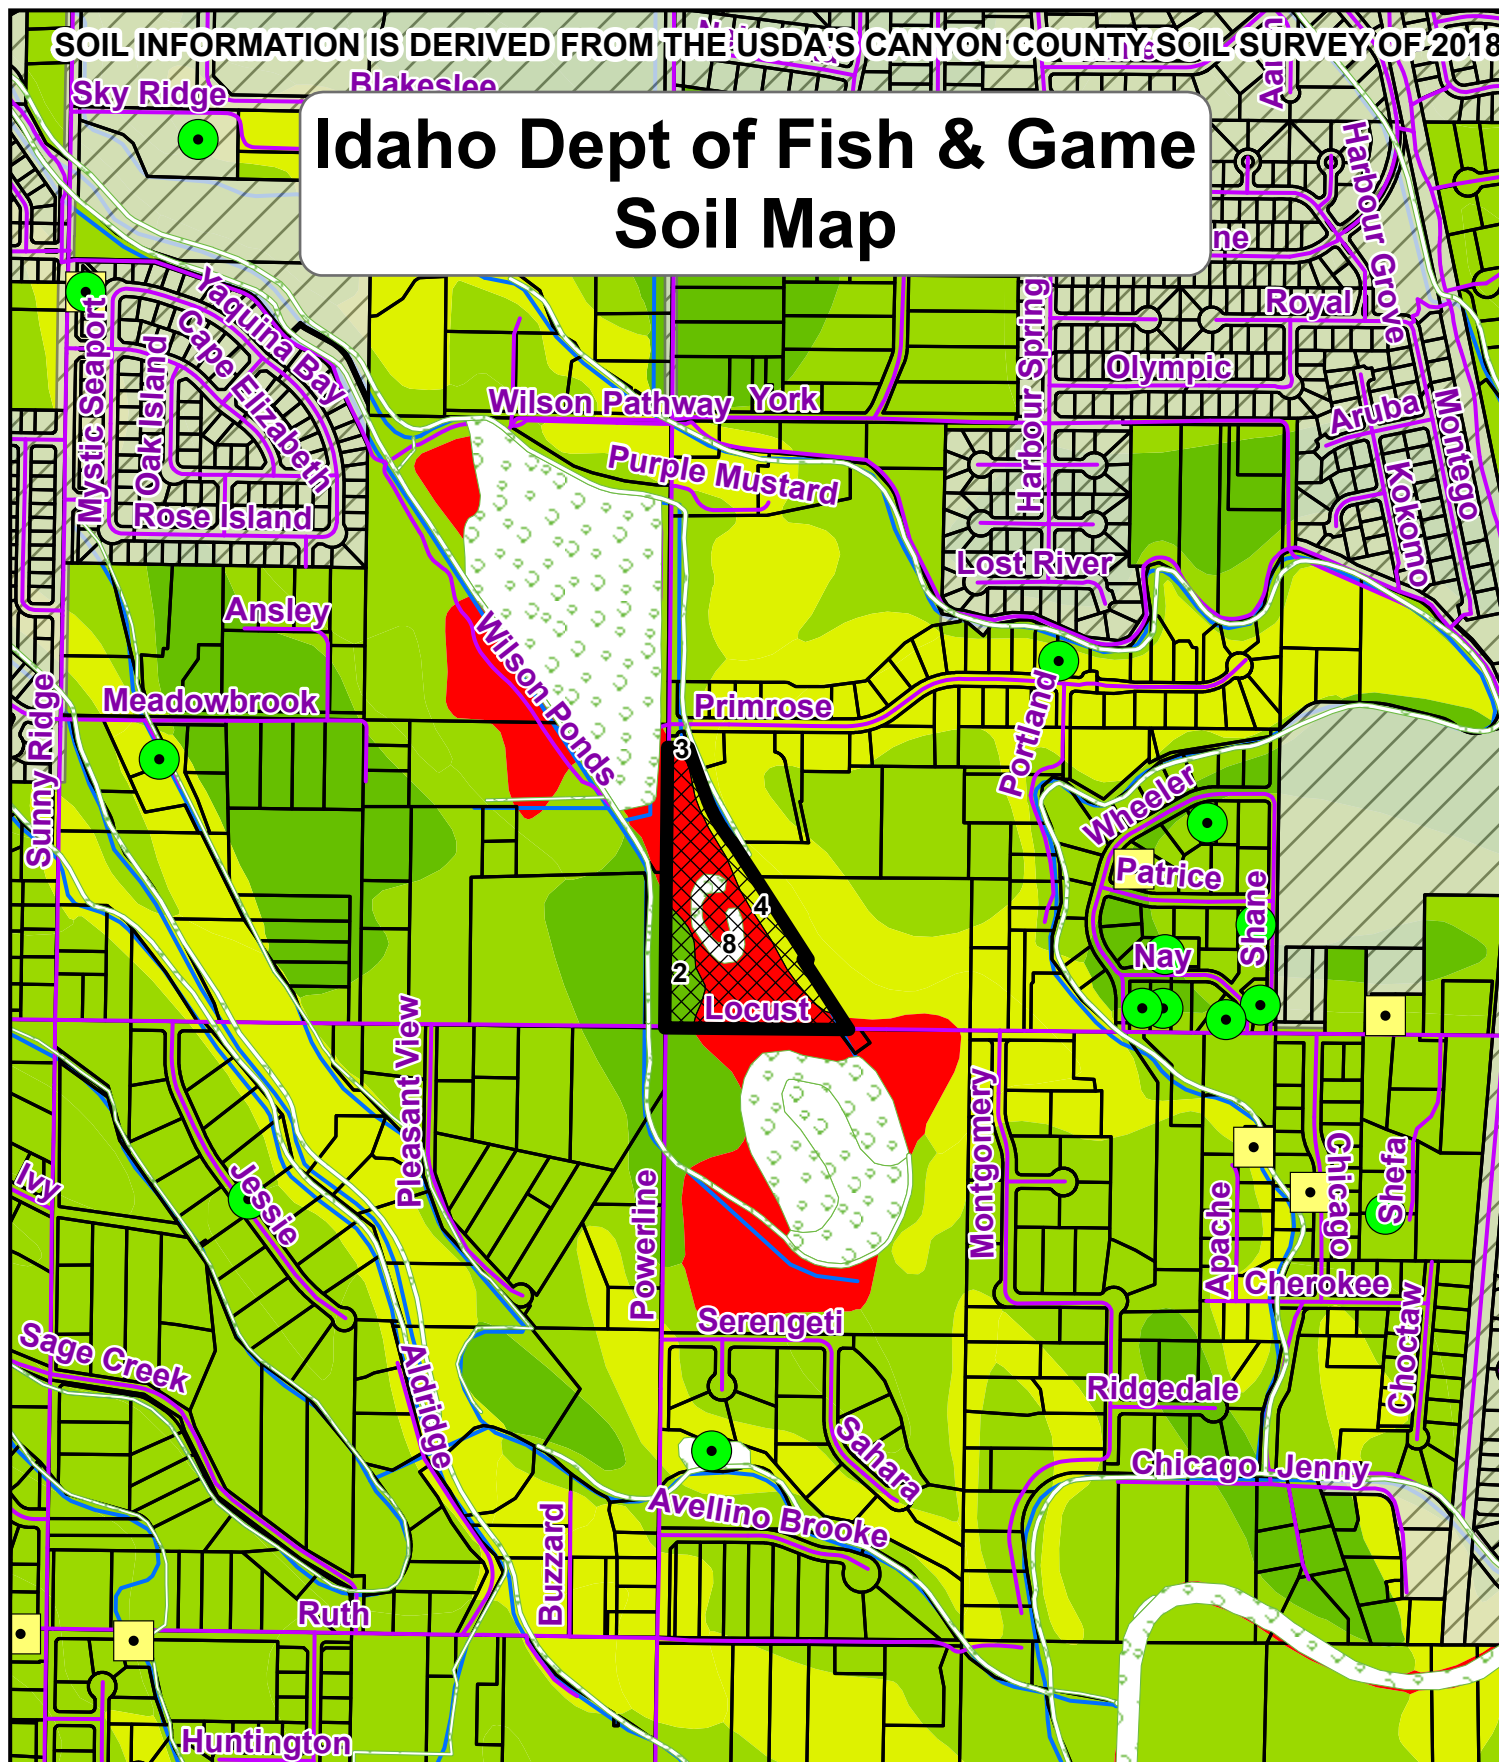 SOIL INFORMATION IS DERIVED FROM THE USDA'S CANYON COUNTY SOIL SURVEY OF 2018
Sky Ridge
Blakeslee
Idaho Dept of Fish & Game
Soil Map
Harbour Grove
Royal
Yaquina Bay
Cape Elizabeth
Oak Island
Mystic Seaport
Rose Island
Harbour Spring
Olympic
Aruba
Montego
Kokomo
Wilson Pathway
York
Purple Mustard
Lost River
Ansley
Wilson Ponds
Meadowbrook
Sunny Ridge
Primrose
Portland
3
Wheeler
Patrice
Shane
4
8
2
Nay
Locust
Pleasant View
Montgomery
Ivy
Jessie
Powerline
Apache
Chicago
Shefa
Cherokee
Choctaw
Serengeti
Sage Creek
Aldridge
Ridgedale
Sahara
Chicago
Jenny
Avellino Brooke
Buzzard
Ruth
Huntington